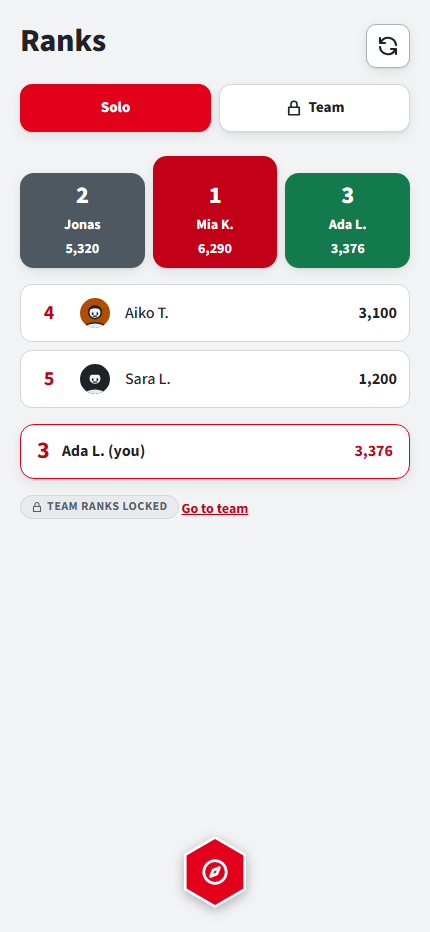 Ranks
Solo
Team
2
Jonas
5,320
1
Mia K.
6,290
3
Ada L.
3,376
4 Aiko T. 3,100
5 Sara L. 1,200
3 Ada L. (you) 3,376
TEAM RANKS LOCKED Go to team